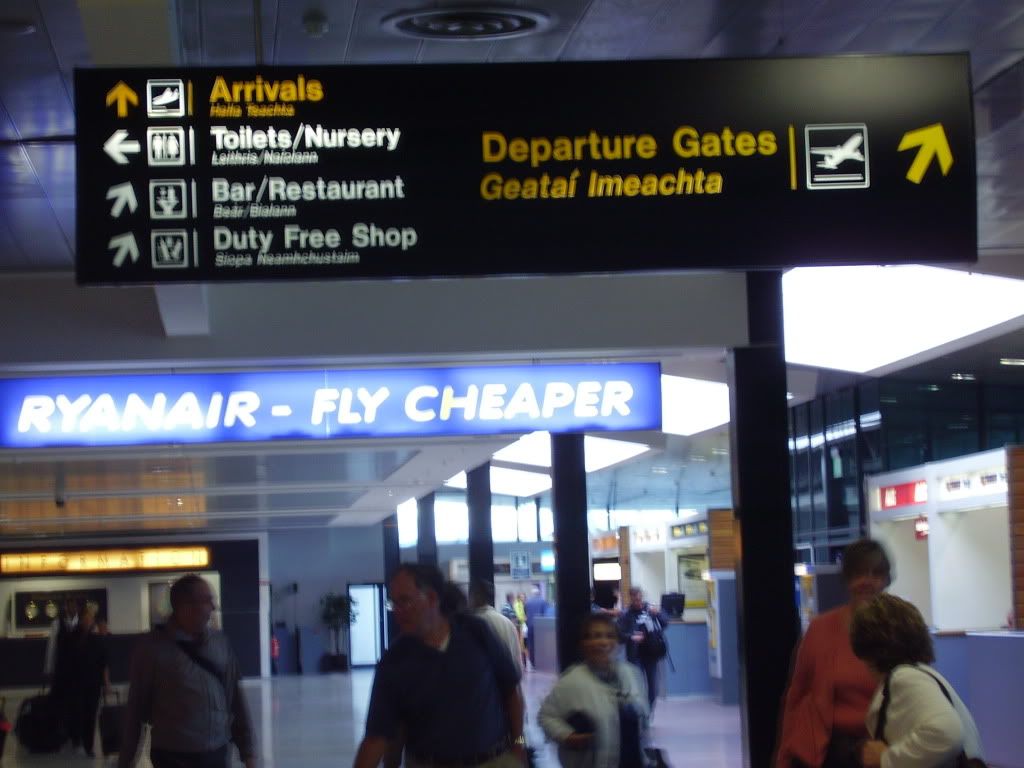 Arrivals
Halla Teachta
Toilets/Nursery
Leithris/Naíolann
Bar/Restaurant
Beár/Bialann
Duty Free Shop
Siopa Neamhchustaim
Departure Gates
Geataí Imeachta
RYANAIR - FLY CHEAPER
INFORMATION